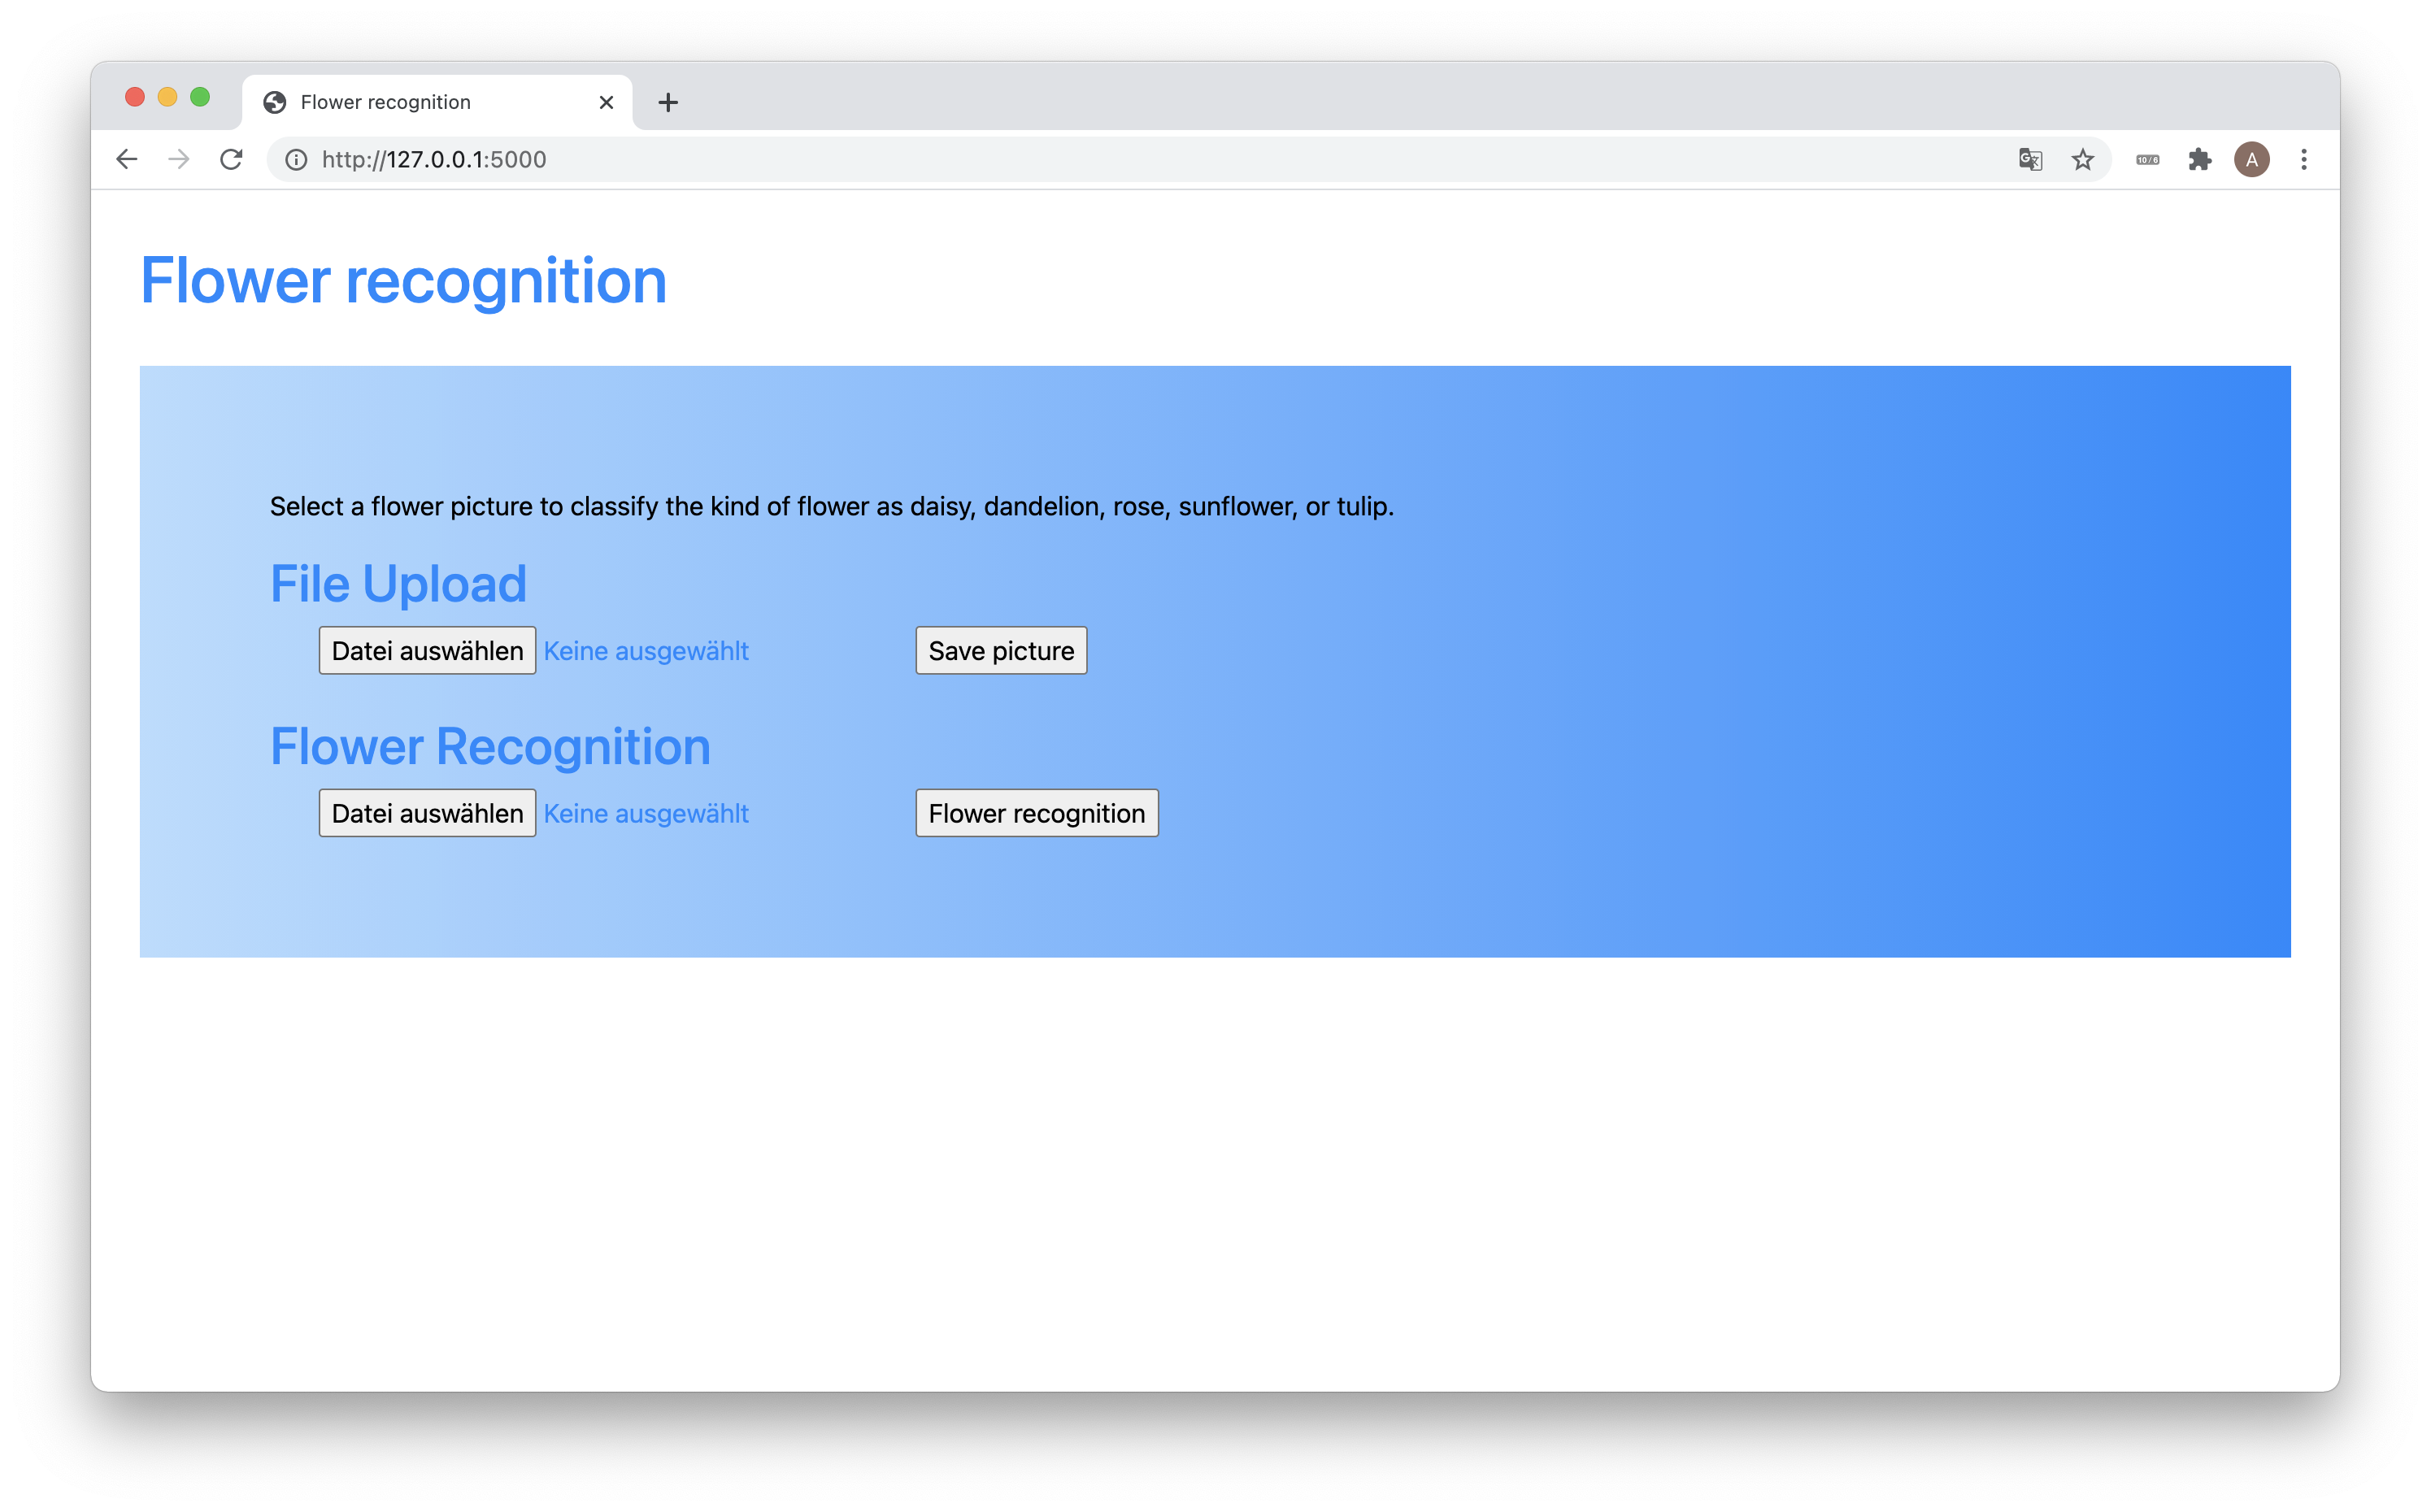 Flower recognition
http://127.0.0.1:5000
10 / 6
A
Flower recognition
Select a flower picture to classify the kind of flower as daisy, dandelion, rose, sunflower, or tulip.
File Upload
Datei auswählen Keine ausgewählt Save picture
Flower Recognition
Datei auswählen Keine ausgewählt Flower recognition